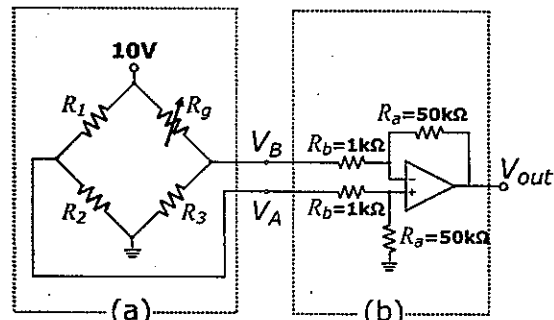 10V
R1
Rg
R2
R3
VB
VA
Rb=1kΩ
Rb=1kΩ
Ra=50kΩ
Ra=50kΩ
Vout
(a)
(b)